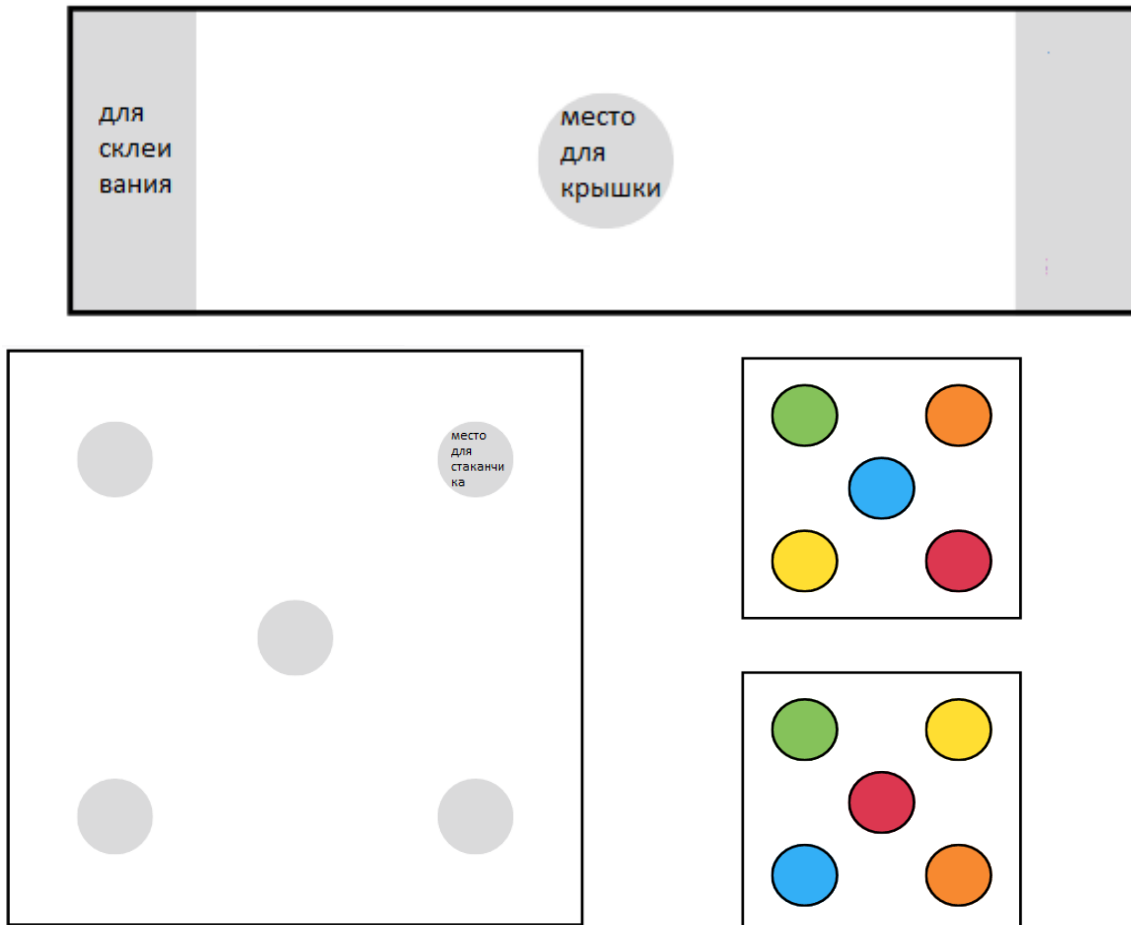 для
склеи
вания
место
для
крышки
место
для
стаканчи
ка